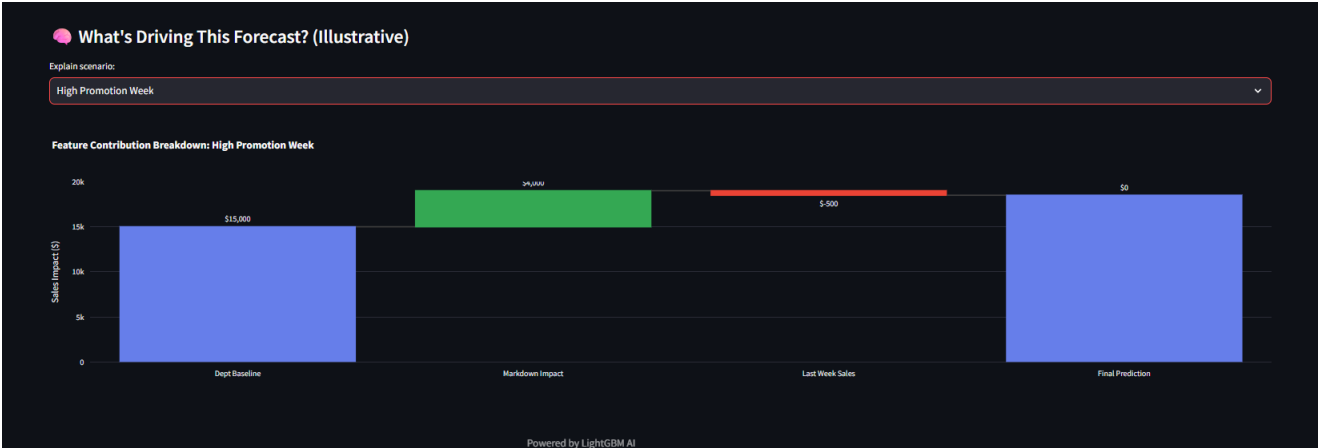 🧠 What's Driving This Forecast? (Illustrative)
Explain scenario:
High Promotion Week
Feature Contribution Breakdown: High Promotion Week
Sales Impact ($)
20k
15k
10k
5k
0
$15,000
$4,000
$-500
$0
Dept Baseline
Markdown Impact
Last Week Sales
Final Prediction
Powered by LightGBM AI